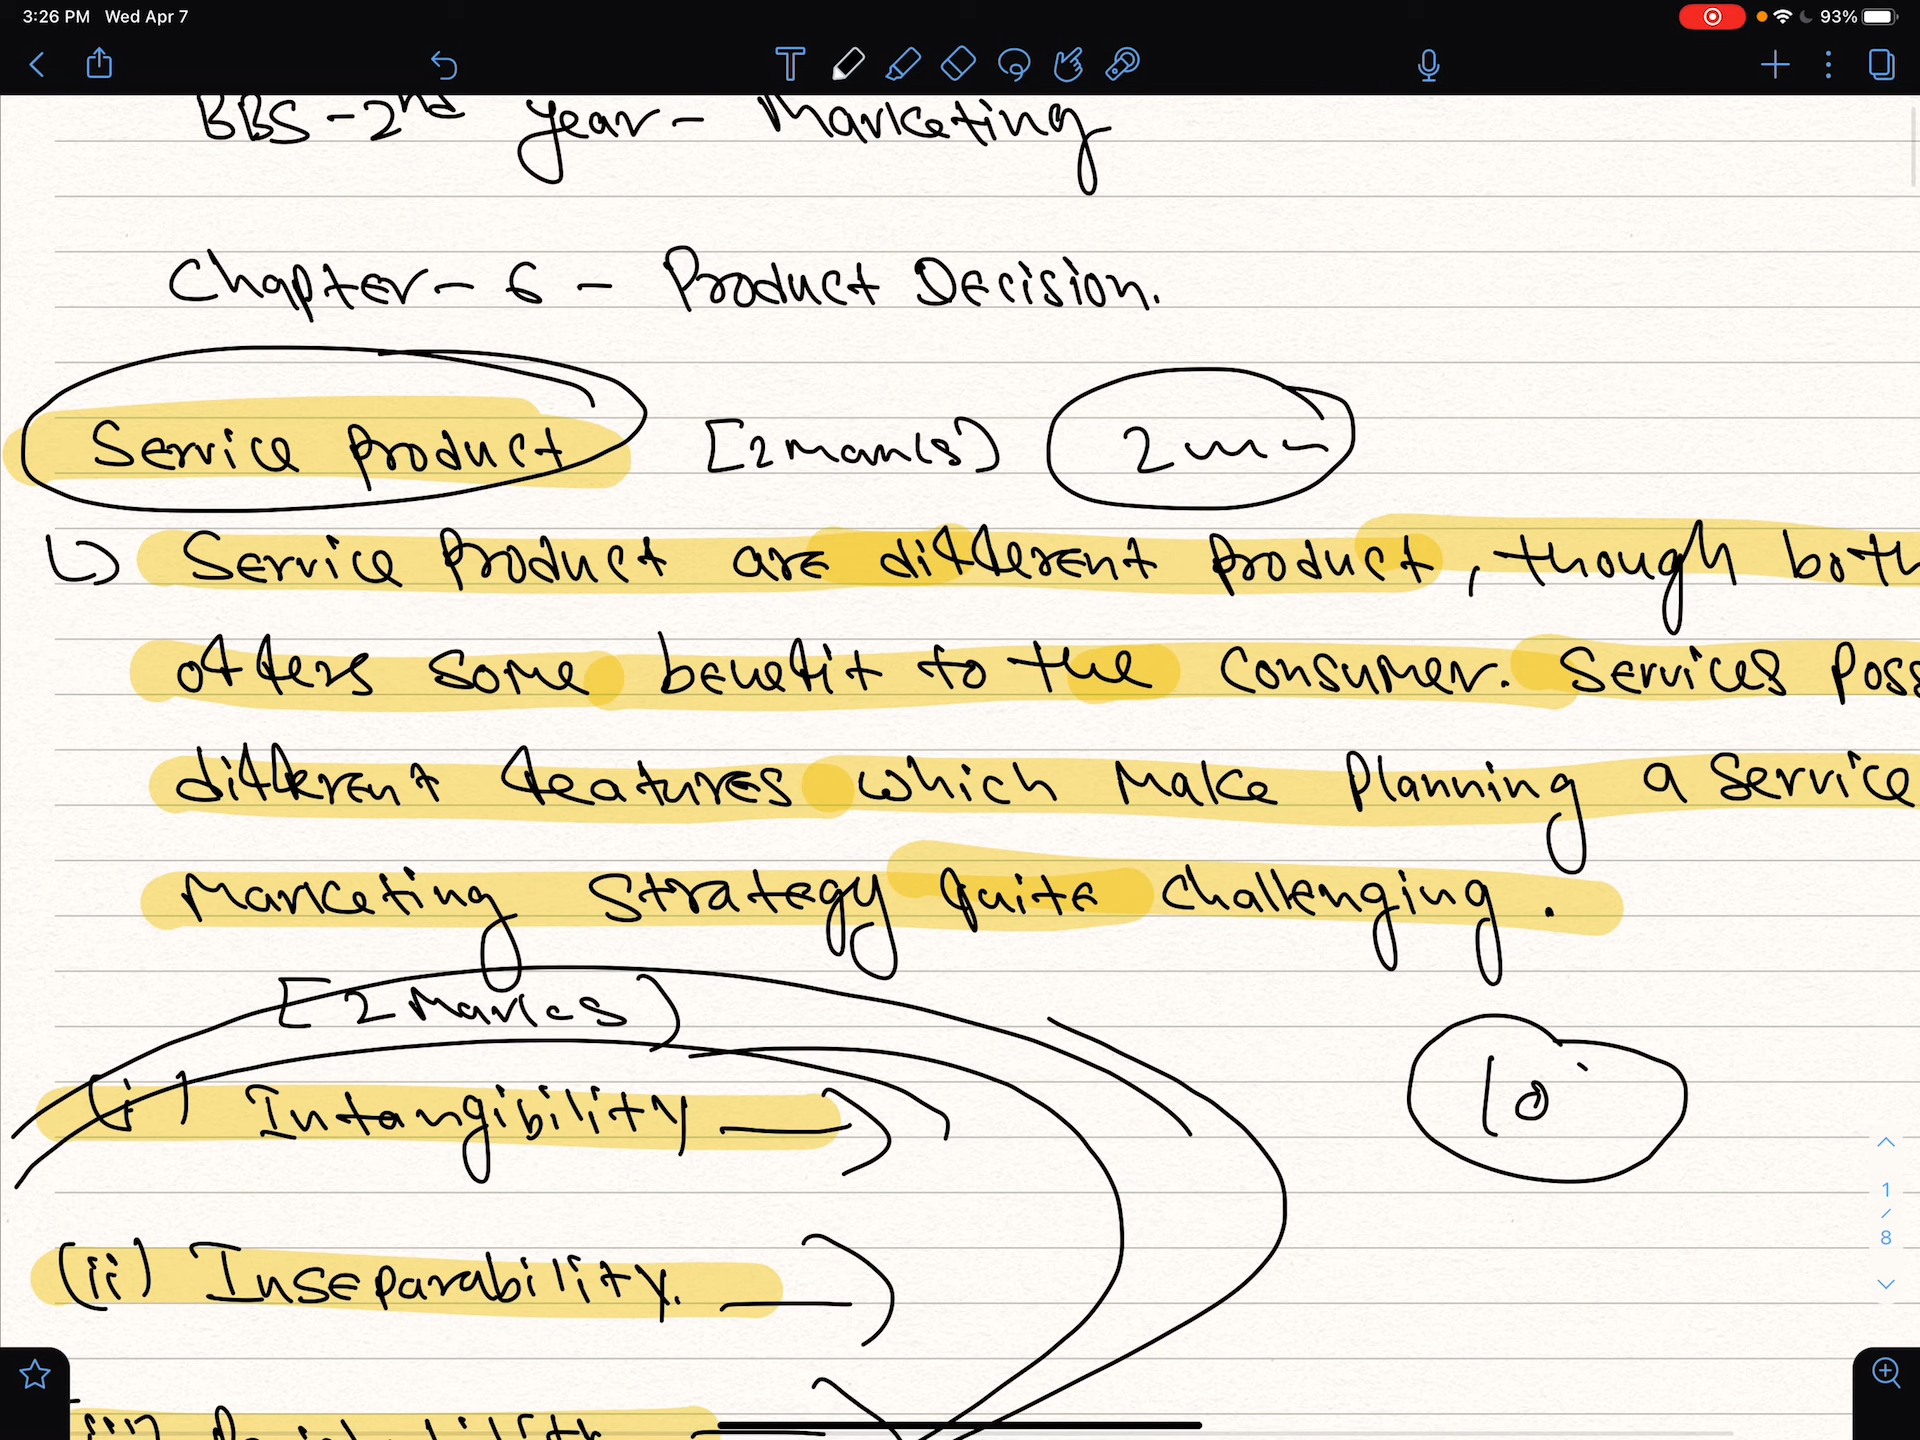 3:26 PM Wed Apr 7
93%
BBS-2nd year- Marketing
Chapter- 6 - Product Decision.
Service Product [2 marks] 2 m
↳ Service Product are different product, though both
offers some benefit to the consumer. Services Poss
different features which make planning a service
Marketing Strategy quite challenging.
[2 Marks]
(i) Intangibility
10
(ii) Inseparability.
1
/
8
(iii)